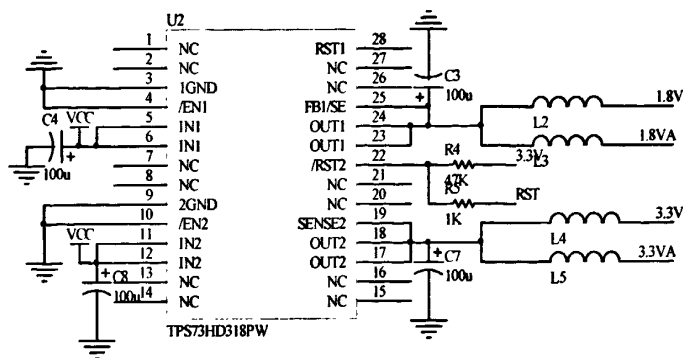 U2
1 NC RST1 28
2 NC NC 27
3 1GND NC 26
4 /EN1 FB1/SE 25
5 IN1 OUT1 24
6 IN1 OUT1 23
7 NC /RST2 22
8 NC NC 21
9 2GND NC 20
10 /EN2 SENSE2 19
11 IN2 OUT2 18
12 IN2 OUT2 17
13 NC NC 16
14 NC NC 15
TPS73HD318PW
C4
VCC
100u
+
VCC
+
C8
100u
C3
100u
+
L2
1.8V
L3
1.8VA
R4
47K
3.3V
R5
1K
RST
+
C7
100u
L4
3.3V
L5
3.3VA